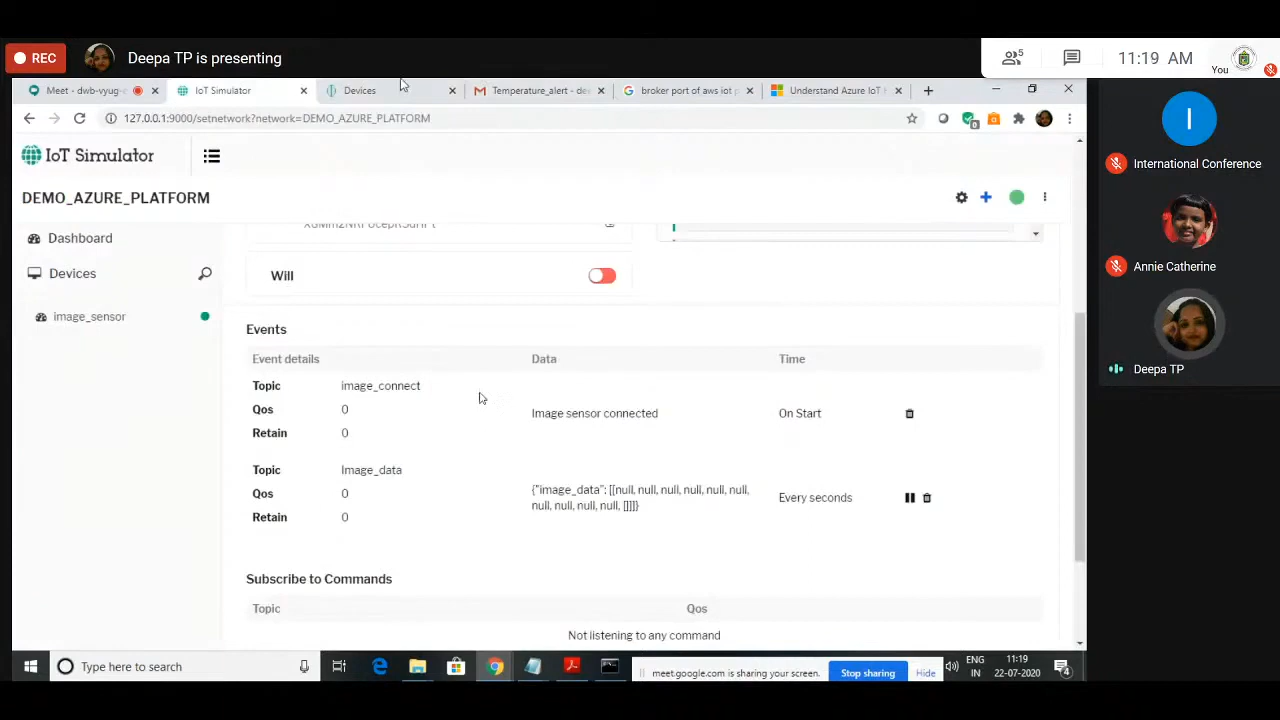 REC
Deepa TP is presenting
5
11:19 AM
You
Meet - dwb-vyug-
IoT Simulator
Devices
Temperature_alert - de
broker port of aws iot p
Understand Azure IoT H
127.0.0.1:9000/setnetwork?network=DEMO_AZURE_PLATFORM
IoT Simulator
DEMO_AZURE_PLATFORM
Dashboard
Devices
image_sensor
Will
Events
Event details Data Time
Topic image_connect
Qos 0
Retain 0
Image sensor connected
On Start
Topic Image_data
Qos 0
Retain 0
{"image_data": [[null, null, null, null, null, null,
null, null, null, null, []]]}
Every seconds
Subscribe to Commands
Topic Qos
Not listening to any command
I
International Conference
Annie Catherine
Deepa TP
Type here to search
meet.google.com is sharing your screen.
Stop sharing
Hide
ENG
IN
11:19
22-07-2020
4